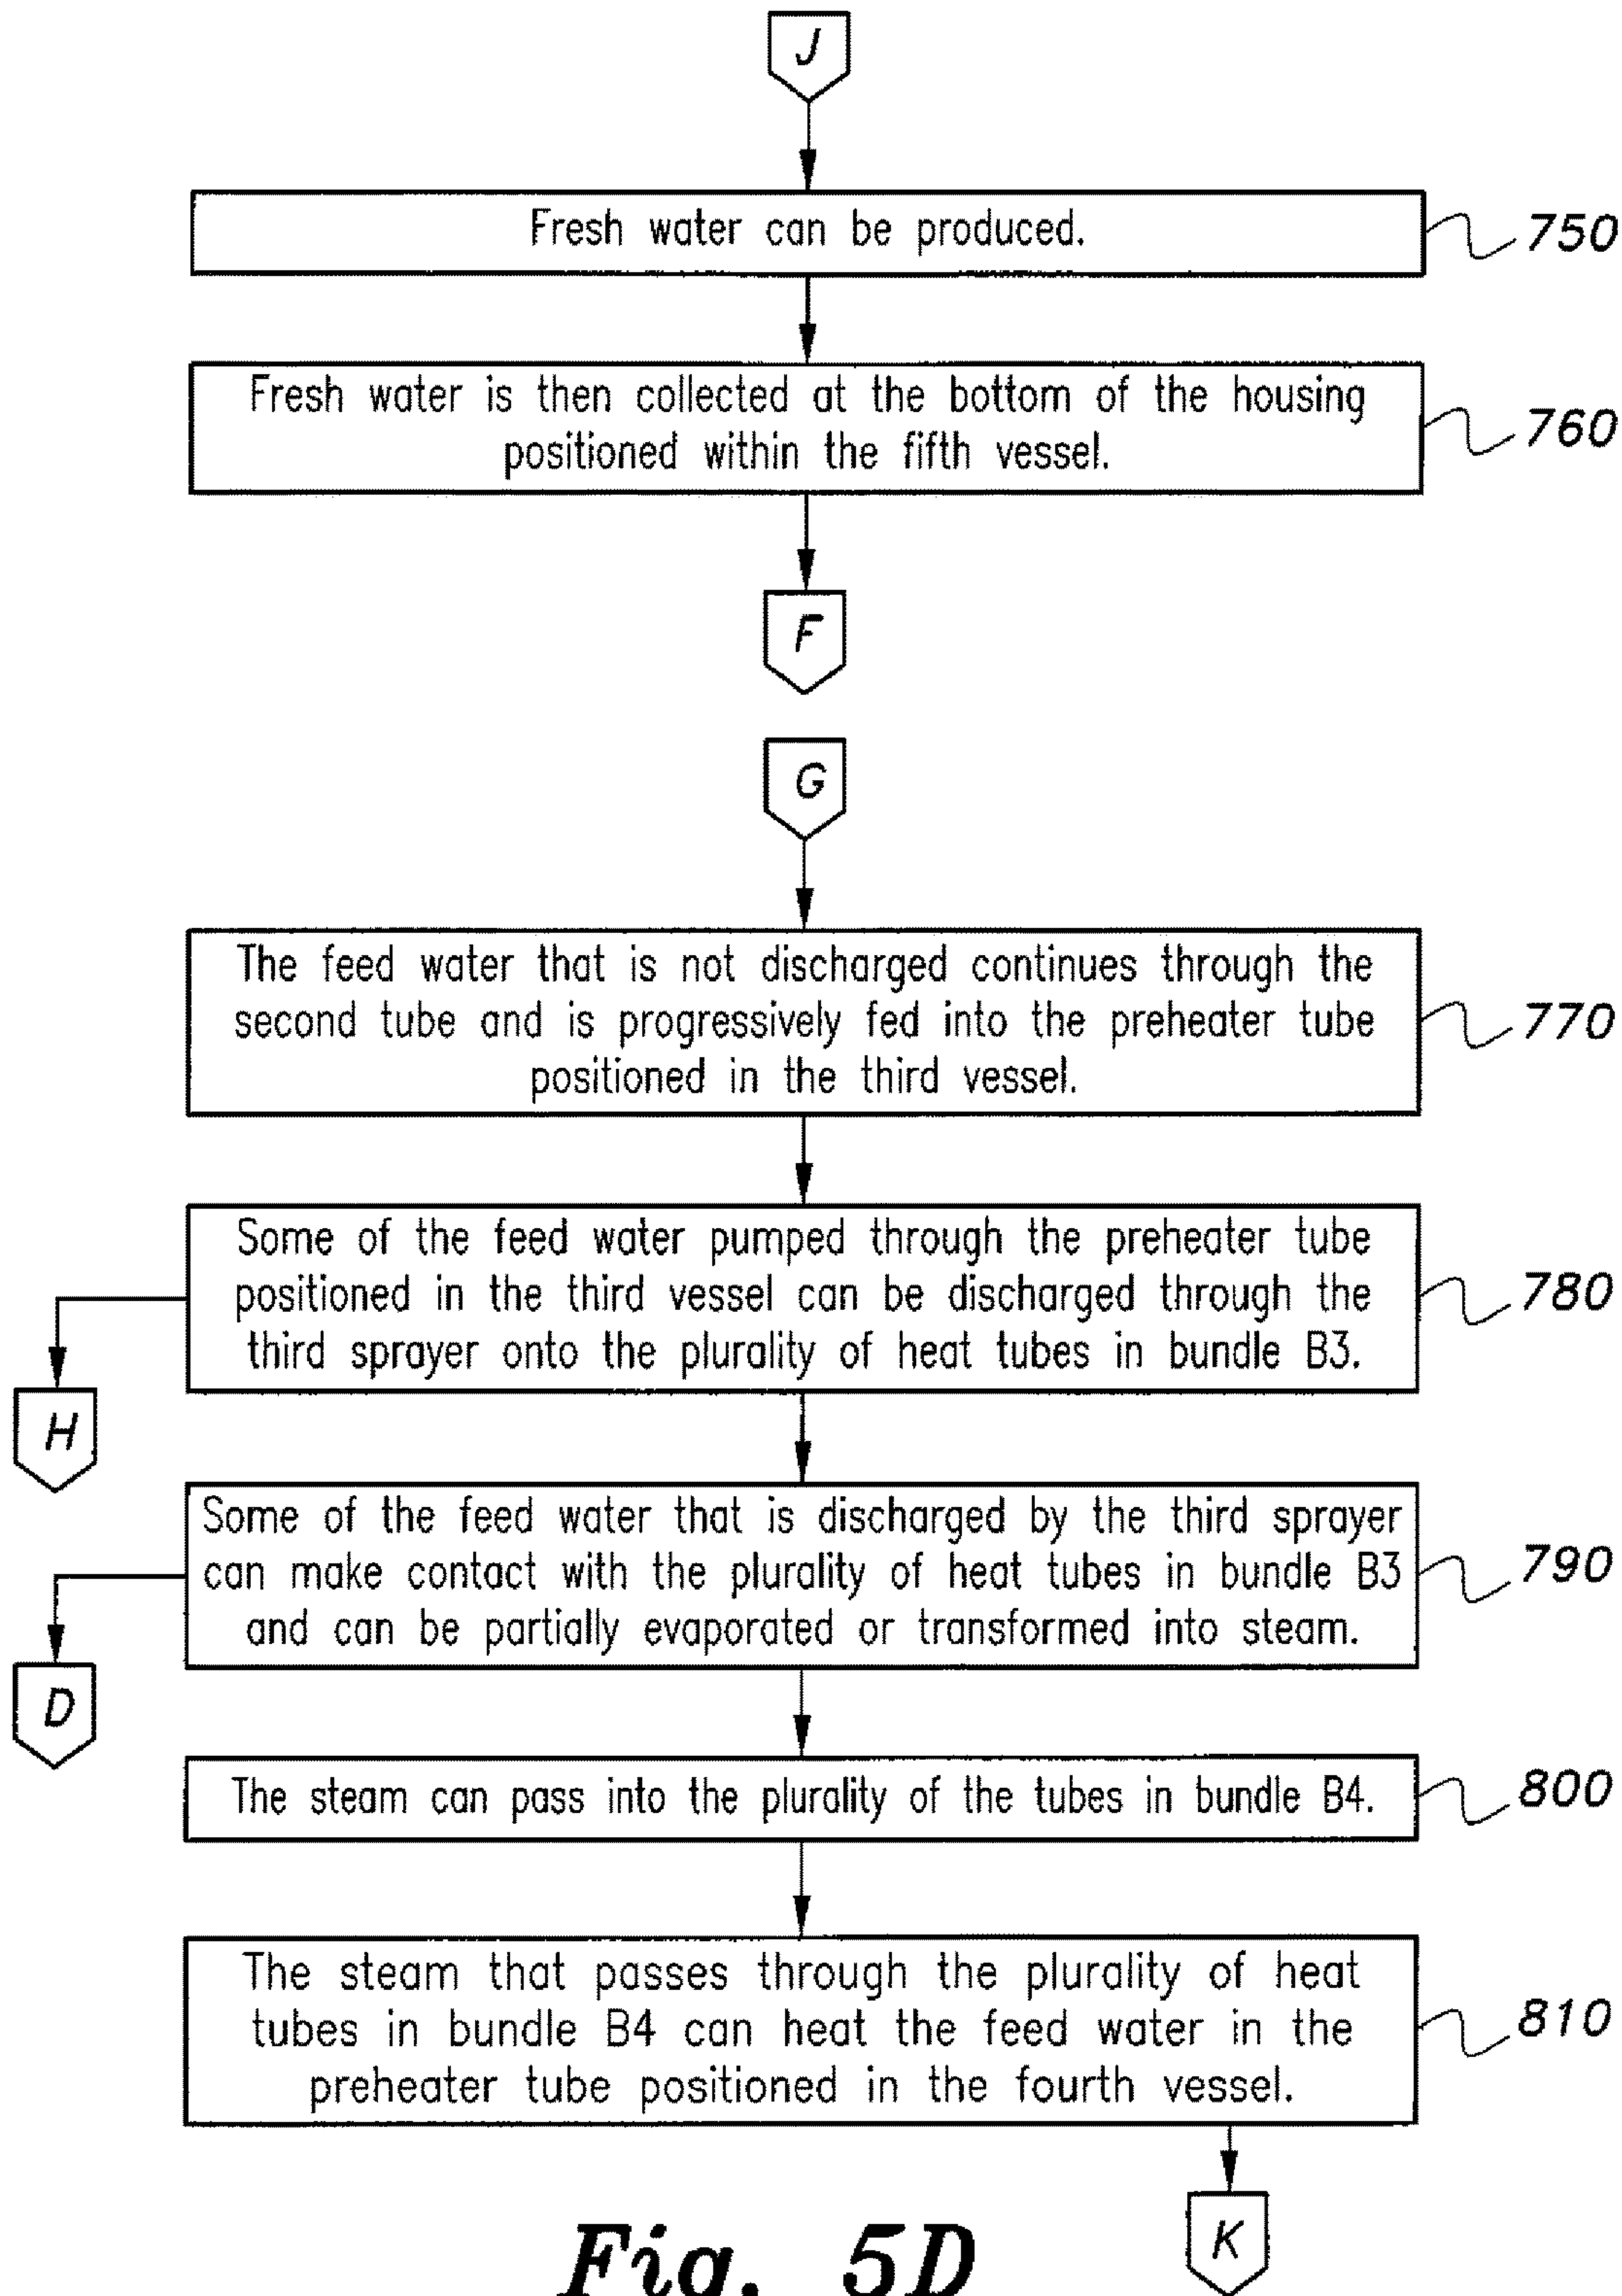 J
Fresh water can be produced.
750
Fresh water is then collected at the bottom of the housing
positioned within the fifth vessel.
760
F
G
The feed water that is not discharged continues through the
second tube and is progressively fed into the preheater tube
positioned in the third vessel.
770
Some of the feed water pumped through the preheater tube
positioned in the third vessel can be discharged through the
third sprayer onto the plurality of heat tubes in bundle B3.
780
H
Some of the feed water that is discharged by the third sprayer
can make contact with the plurality of heat tubes in bundle B3
and can be partially evaporated or transformed into steam.
790
D
The steam can pass into the plurality of the tubes in bundle B4.
800
The steam that passes through the plurality of heat
tubes in bundle B4 can heat the feed water in the
preheater tube positioned in the fourth vessel.
810
K
Fig. 5D